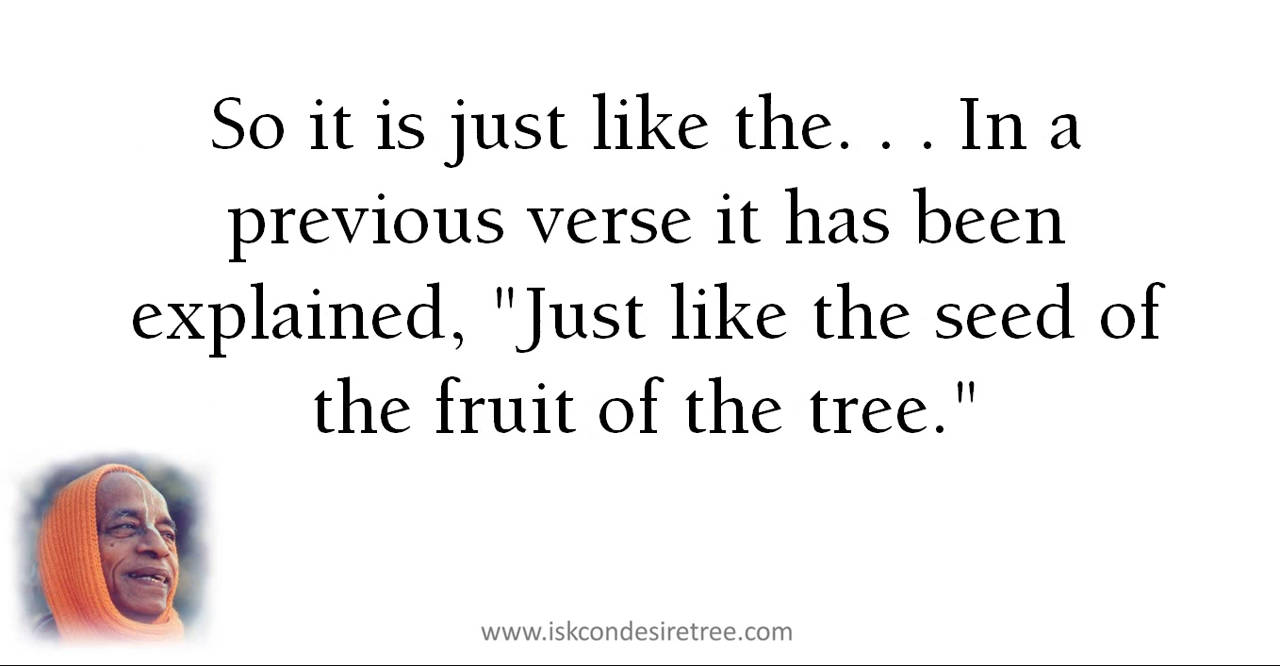 So it is just like the. . . In a
previous verse it has been
explained, "Just like the seed of
the fruit of the tree."
www.iskcondesiretree.com